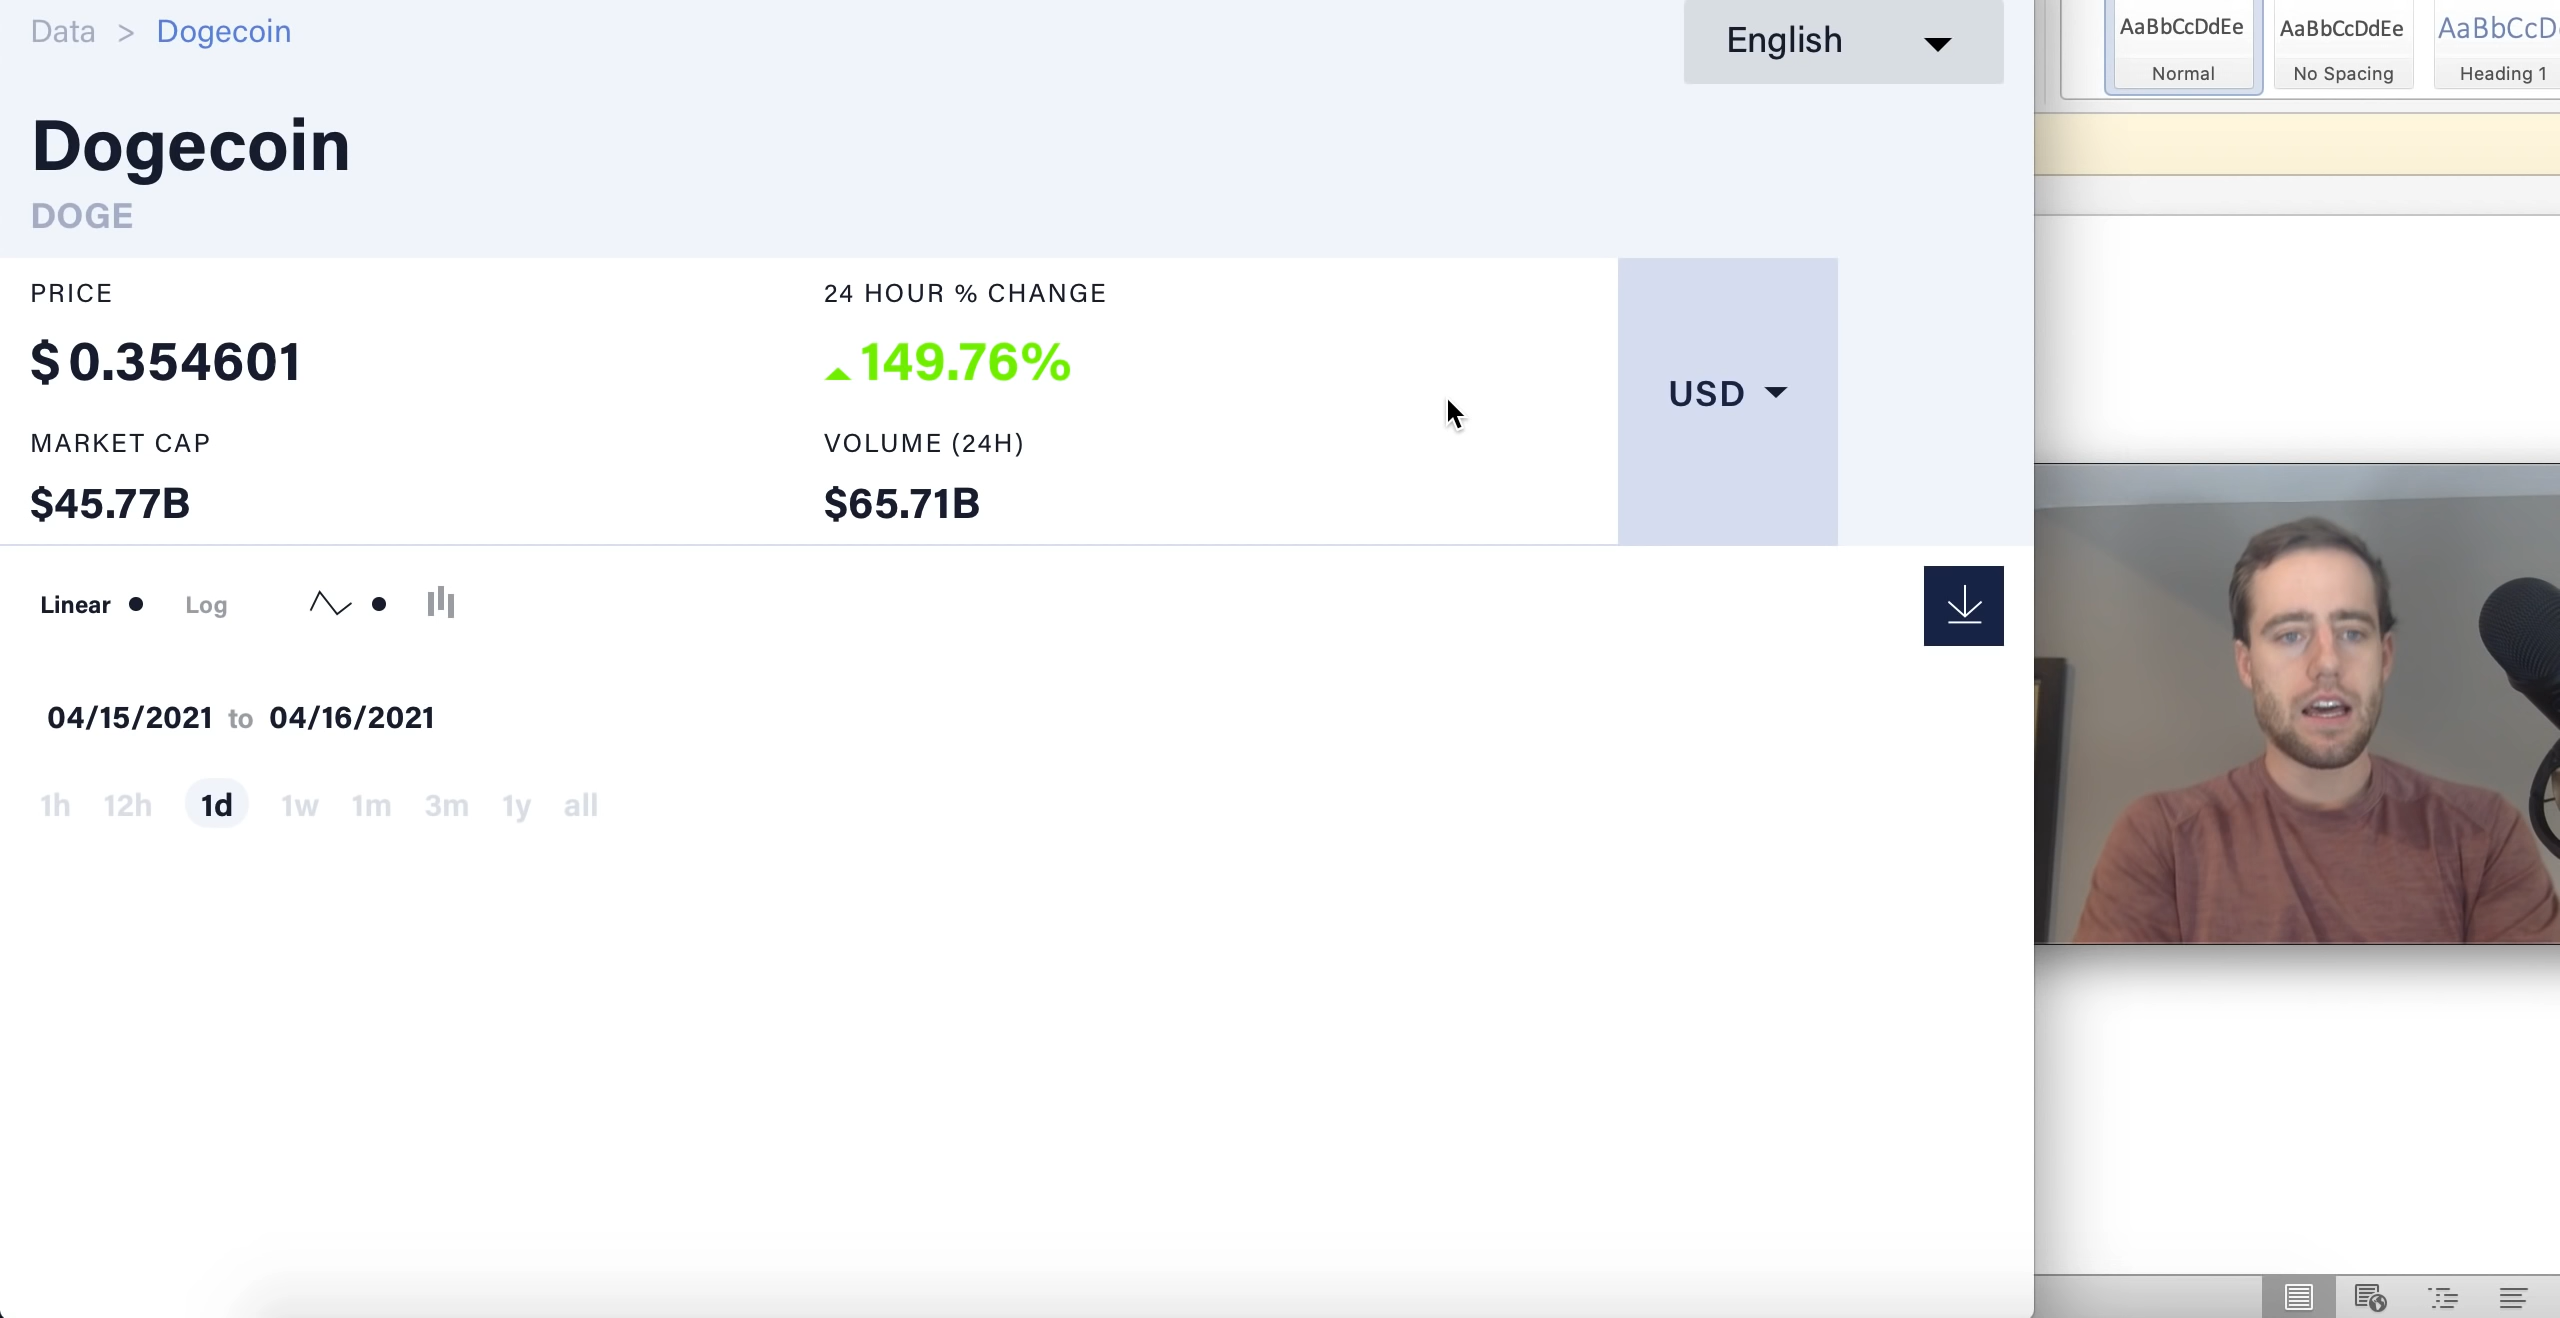 Data > Dogecoin
English
Dogecoin
DOGE
PRICE
$ 0.354601
24 HOUR % CHANGE
149.76%
MARKET CAP
$45.77B
VOLUME (24H)
$65.71B
USD
Linear
Log
04/15/2021 to 04/16/2021
1h 12h 1d 1w 1m 3m 1y all
AaBbCcDdEe
Normal
AaBbCcDdEe
No Spacing
AaBbCcD
Heading 1